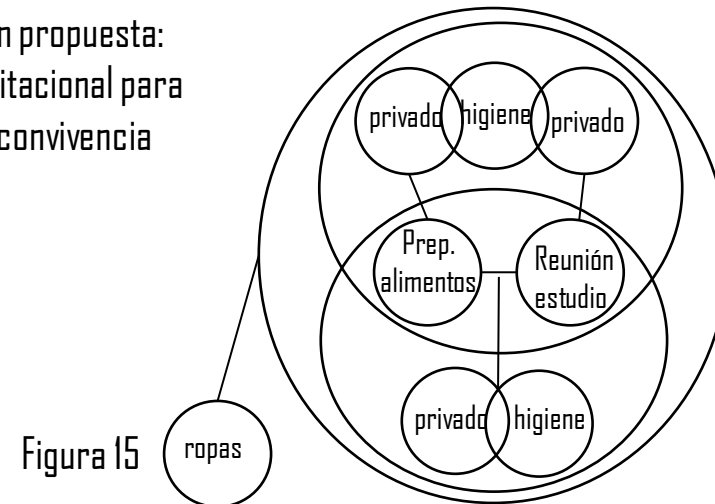 n propuesta:
itacional para
convivencia
privado higiene privado
Prep.
alimentos
Reunión
estudio
privado higiene
Figura 15
ropas